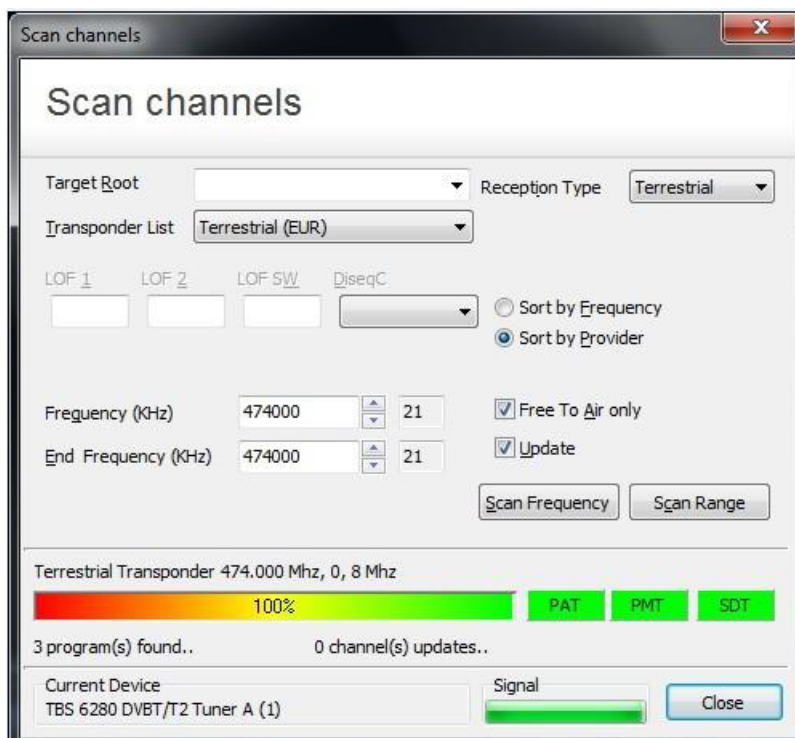 Scan channels
Scan channels
Target Root
Reception Type Terrestrial
Transponder List Terrestrial (EUR)
LOF 1 LOF 2 LOF SW DiseqC
Sort by Frequency
Sort by Provider
Frequency (KHz) 474000 21 Free To Air only
End Frequency (KHz) 474000 21 Update
Scan Frequency Scan Range
Terrestrial Transponder 474.000 Mhz, 0, 8 Mhz
100% PAT PMT SDT
3 program(s) found.. 0 channel(s) updates..
Current Device Signal
TBS 6280 DVBT/T2 Tuner A (1) Close